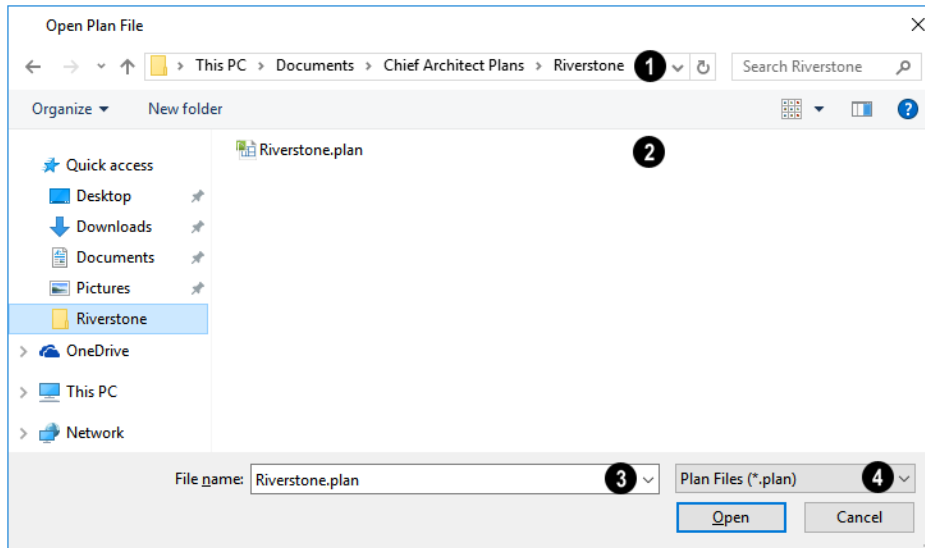 Open Plan File
This PC > Documents > Chief Architect Plans > Riverstone 1 Search Riverstone
Organize New folder ?
Riverstone.plan 2
Quick access
Desktop
Downloads
Documents
Pictures
Riverstone
OneDrive
This PC
Network
File name: Riverstone.plan 3 Plan Files (*.plan) 4
Open Cancel